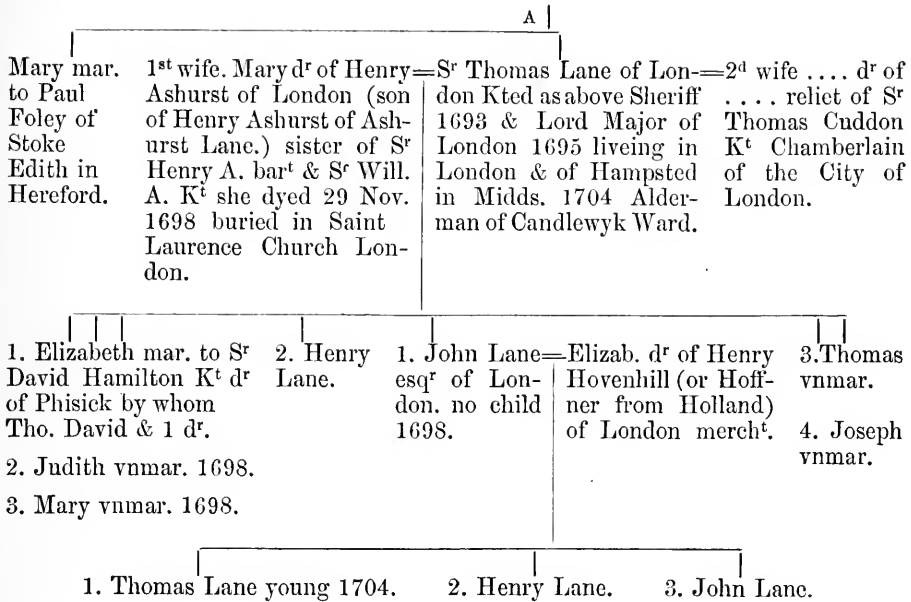 A
Mary mar.
to Paul
Foley of
Stoke
Edith in
Hereford.
1st wife. Mary dr of Henry
Ashurst of London (son
of Henry Ashurst of Ash-
urst Lanc.) sister of Sr
Henry A. bart & Sr Will.
A. Kt she dyed 29 Nov.
1698 buried in Saint
Laurence Church Lon-
don.
=Sr Thomas Lane of Lon-
don Kted as above Sheriff
1693 & Lord Major of
London 1695 liveing in
London & of Hampsted
in Midds. 1704 Alder-
man of Candlewyk Ward.
=2d wife .... dr of
.... relict of Sr
Thomas Cuddon
Kt Chamberlain
of the City of
London.
1. Elizabeth mar. to Sr
David Hamilton Kt dr
of Phisick by whom
Tho. David & 1 dr.
2. Judith vnmar. 1698.
3. Mary vnmar. 1698.
2. Henry
Lane.
1. John Lane
esqr of Lon-
don. no child
1698.
=Elizab. dr of Henry
Hovenhill (or Hoff-
ner from Holland)
of London mercht.
3. Thomas
vnmar.
4. Joseph
vnmar.
1. Thomas Lane young 1704.
2. Henry Lane.
3. John Lane.